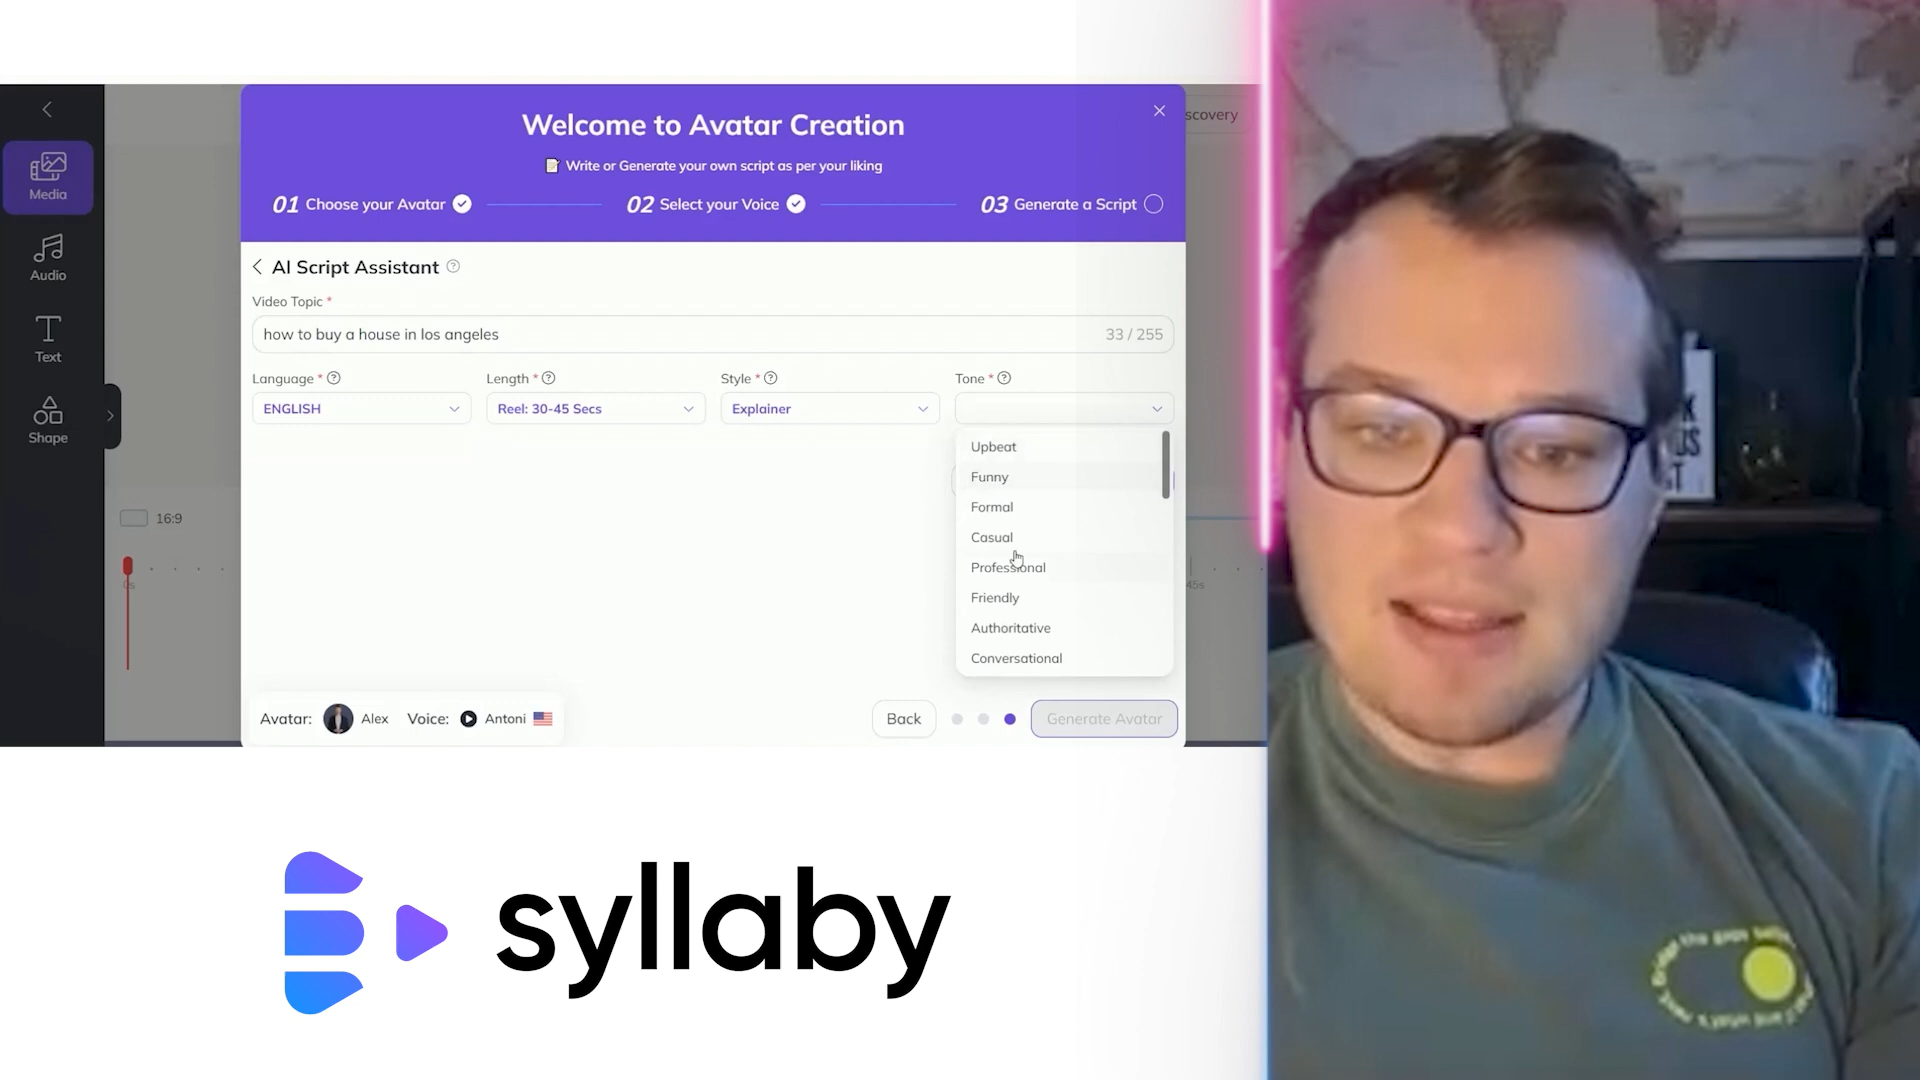 Welcome to Avatar Creation
scovery
Write or Generate your own script as per your liking
01 Choose your Avatar
02 Select your Voice
03 Generate a Script
Media
Audio
Text
Shape
AI Script Assistant
Video Topic *
how to buy a house in los angeles
33 / 255
Language *
Length *
Style *
Tone *
ENGLISH
Reel: 30-45 Secs
Explainer
Upbeat
Funny
Formal
Casual
Professional
Friendly
Authoritative
Conversational
16:9
0s
45s
Avatar:
Alex
Voice:
Antoni
Back
Generate Avatar
syllaby